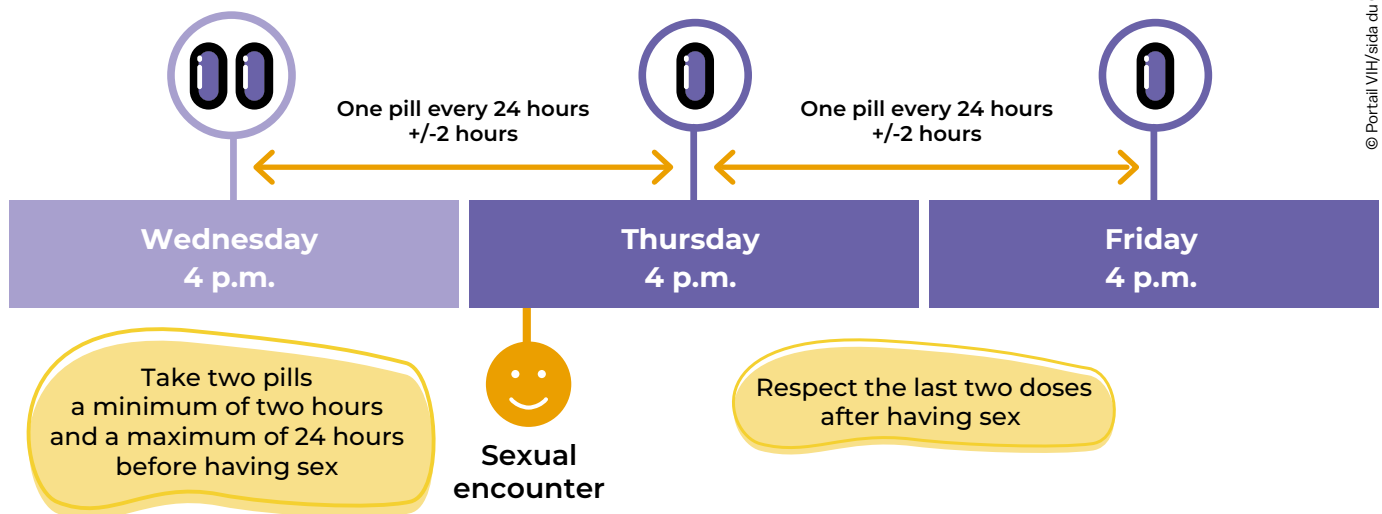 One pill every 24 hours
+/-2 hours
One pill every 24 hours
+/-2 hours
© Portail VIH/sida du
Wednesday
4 p.m.
Thursday
4 p.m.
Friday
4 p.m.
Take two pills
a minimum of two hours
and a maximum of 24 hours
before having sex
Sexual
encounter
Respect the last two doses
after having sex